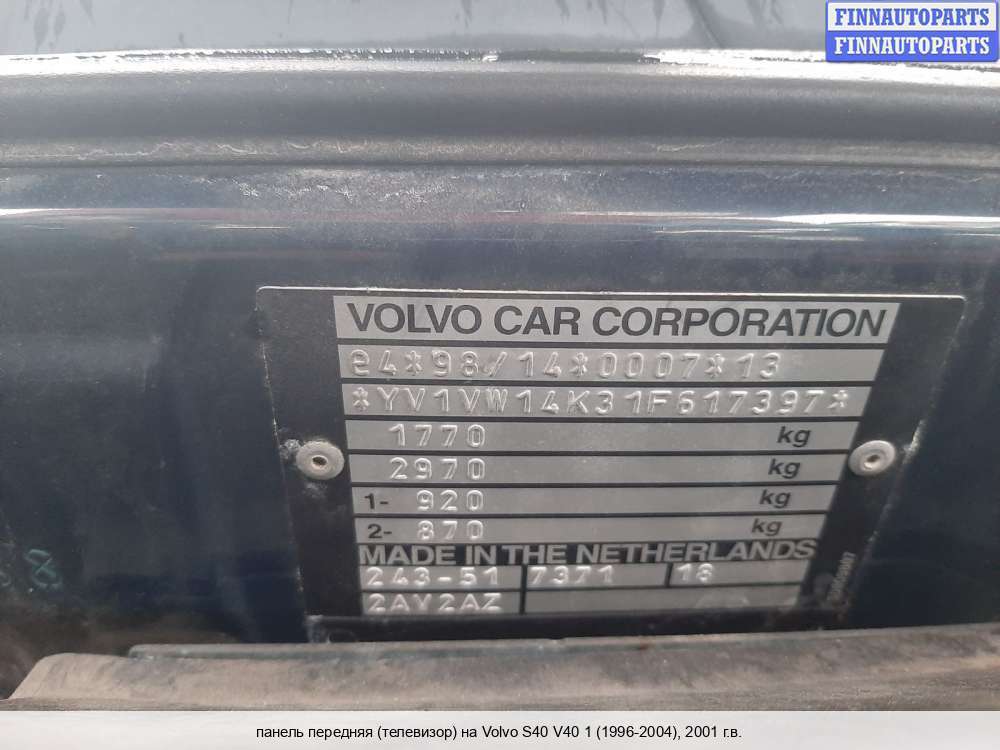 FINNAUTOPARTS
FINNAUTOPARTS
VOLVO CAR CORPORATION
e4*98/14*0007*13
*YV1VW14K31F617397*
1770 kg
2970 kg
1- 920 kg
2- 870 kg
MADE IN THE NETHERLANDS
243-51 7371 18
2AY2AZ
8
панель передняя (телевизор) на Volvo S40 V40 1 (1996-2004), 2001 г.в.